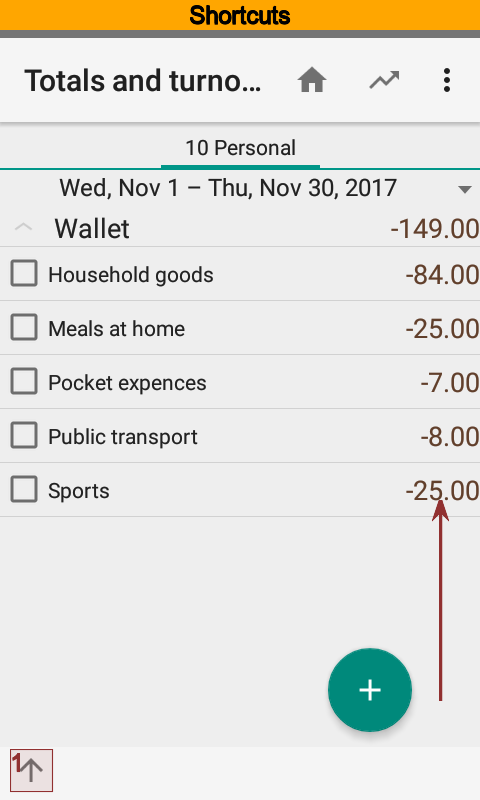 Shortcuts
Totals and turno...
10 Personal
Wed, Nov 1 – Thu, Nov 30, 2017
Wallet -149.00
Household goods -84.00
Meals at home -25.00
Pocket expences -7.00
Public transport -8.00
Sports -25.00
+
1